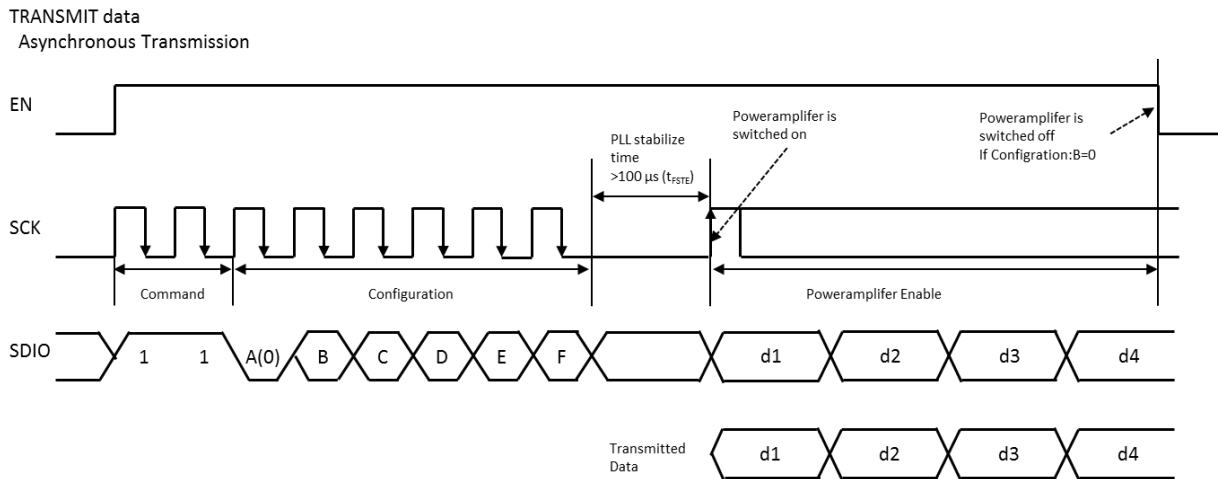 TRANSMIT data
Asynchronous Transmission
EN
Poweramplifer is
switched on
Poweramplifer is
switched off
If Configration:B=0
PLL stabilize
time
>100 µs (tFSTE)
SCK
Command
Configuration
Poweramplifer Enable
SDIO
1 1 A(0) B C D E F d1 d2 d3 d4
Transmitted
Data
d1 d2 d3 d4